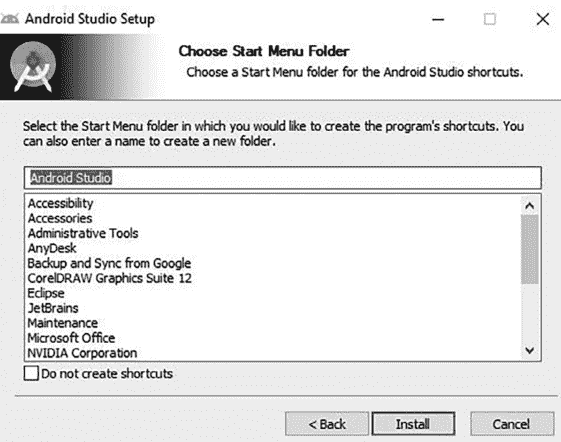 Android Studio Setup
Choose Start Menu Folder
Choose a Start Menu folder for the Android Studio shortcuts.
Select the Start Menu folder in which you would like to create the program's shortcuts. You
can also enter a name to create a new folder.
Android Studio
Accessibility
Accessories
Administrative Tools
AnyDesk
Backup and Sync from Google
CorelDRAW Graphics Suite 12
Eclipse
JetBrains
Maintenance
Microsoft Office
NVIDIA Corporation
Do not create shortcuts
< Back Install Cancel